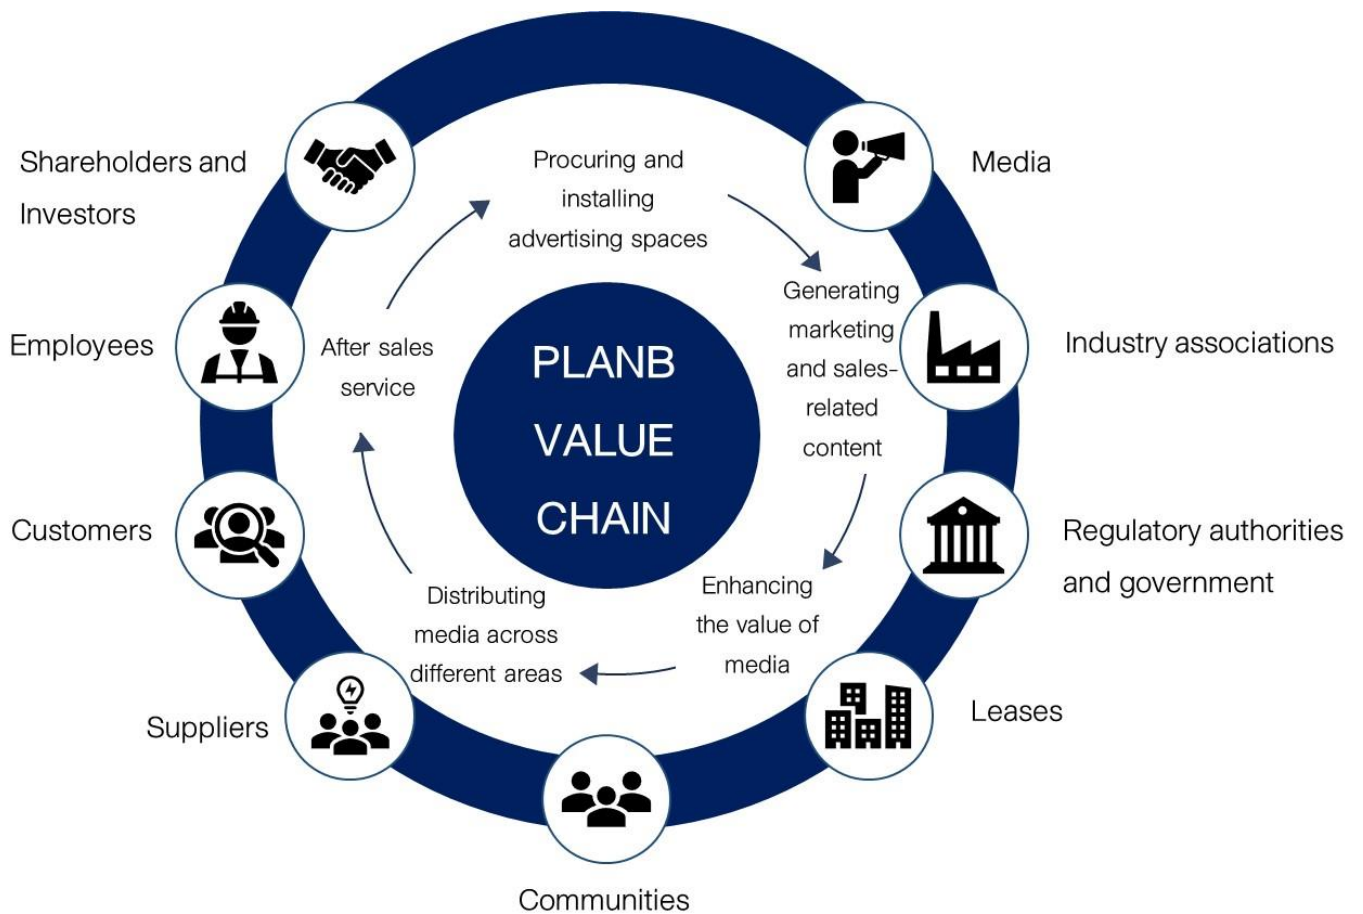 Shareholders and
Investors
Employees
Customers
Suppliers
Communities
Leases
Regulatory authorities
and government
Industry associations
Media
Procuring and
installing
advertising spaces
Generating
marketing
and sales-
related
content
Enhancing
the value of
media
Distributing
media across
different areas
After sales
service
PLANB
VALUE
CHAIN